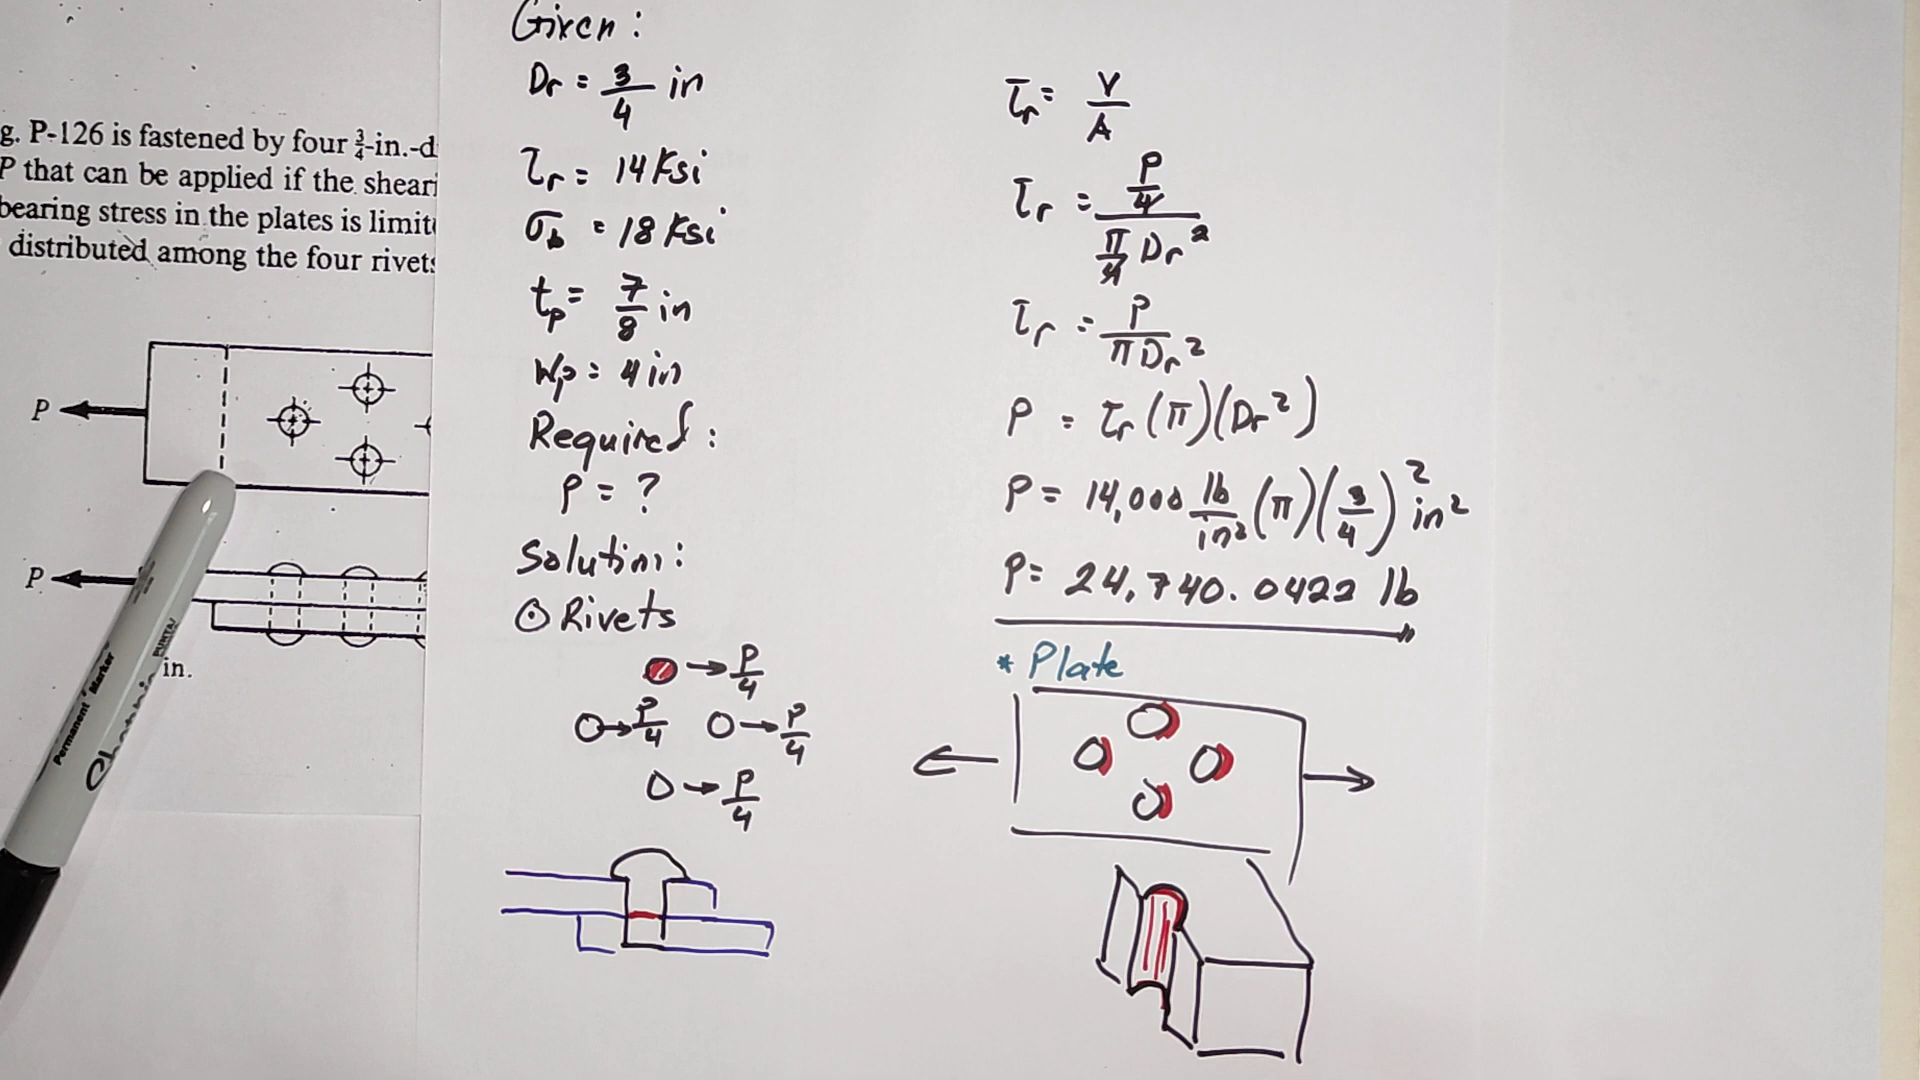 g. P-126 is fastened by four 3/4-in.-d
P that can be applied if the sheari
bearing stress in the plates is limit
distributed among the four rivets
P
P
in.
Permanent Marker
PUNTA
Given :
Dr = 3/4 in
τr = 14 Ksi
σb = 18 Ksi
tp = 7/8 in
Wp = 4 in
Required :
P = ?
Solution :
⊙ Rivets
→ P/4
→ P/4 → P/4
→ P/4
τr = V/A
τr = (P/4)/(π/4 Dr²)
τr = P/(π Dr²)
P = τr (π)(Dr²)
P = 14,000 lb/in² (π)(3/4)² in²
P = 24,740.0422 lb
* Plate